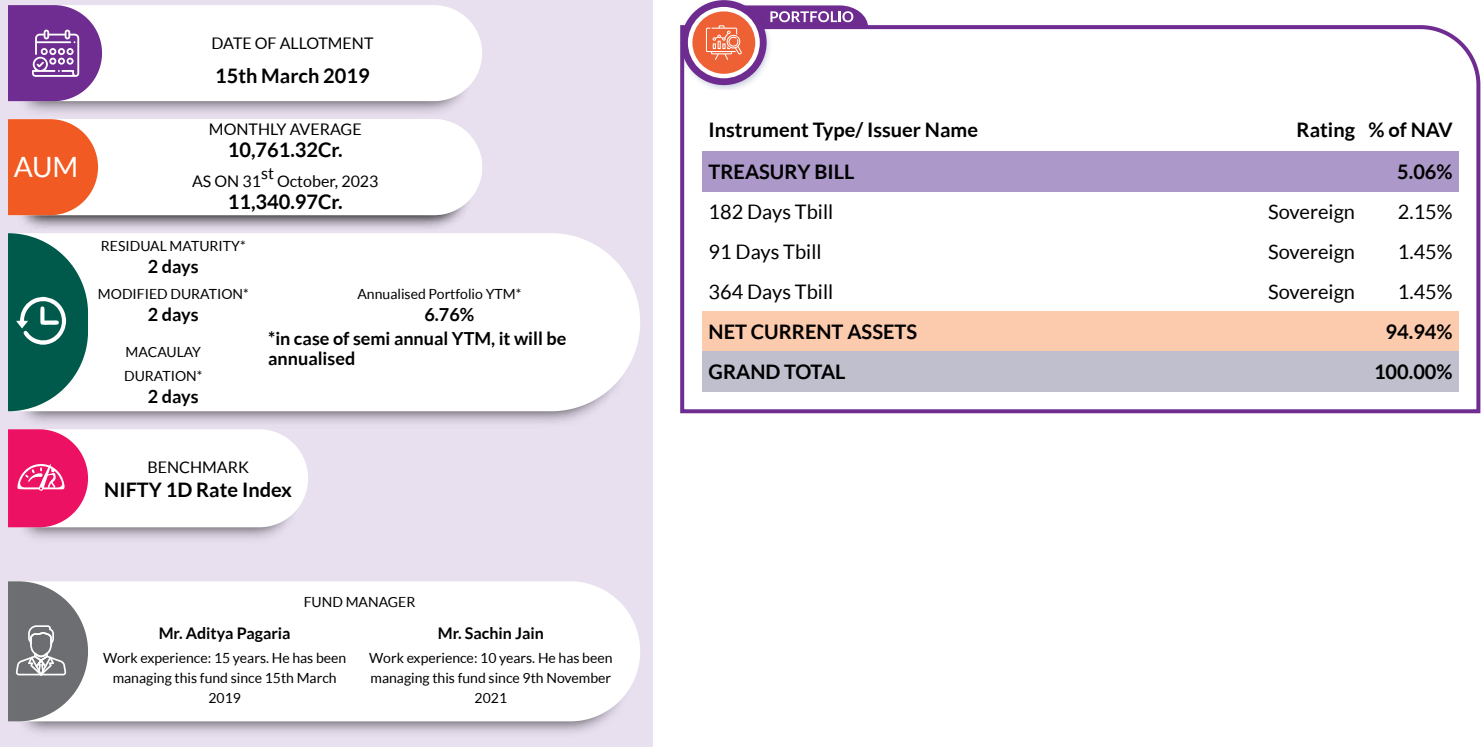 DATE OF ALLOTMENT
15th March 2019
AUM
MONTHLY AVERAGE
10,761.32Cr.
AS ON 31st October, 2023
11,340.97Cr.
RESIDUAL MATURITY*
2 days
MODIFIED DURATION*
2 days
MACAULAY
DURATION*
2 days
Annualised Portfolio YTM*
6.76%
*in case of semi annual YTM, it will be
annualised
BENCHMARK
NIFTY 1D Rate Index
FUND MANAGER
Mr. Aditya Pagaria
Work experience: 15 years. He has been
managing this fund since 15th March
2019
Mr. Sachin Jain
Work experience: 10 years. He has been
managing this fund since 9th November
2021
PORTFOLIO
Instrument Type/ Issuer Name Rating % of NAV
TREASURY BILL 5.06%
182 Days Tbill Sovereign 2.15%
91 Days Tbill Sovereign 1.45%
364 Days Tbill Sovereign 1.45%
NET CURRENT ASSETS 94.94%
GRAND TOTAL 100.00%